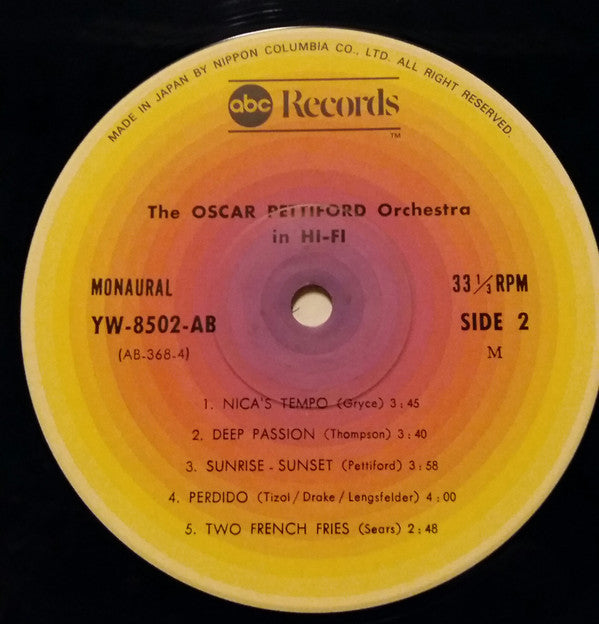 MADE IN JAPAN BY NIPPON COLUMBIA CO., LTD. ALL RIGHT RESERVED.
abc Records
TM
The OSCAR PETTIFORD Orchestra
in HI-FI
MONAURAL
33 1/3 RPM
YW-8502-AB
SIDE 2
(AB-368-4)
M
1. NICA'S TEMPO (Gryce) 3:45
2. DEEP PASSION (Thompson) 3:40
3. SUNRISE - SUNSET (Pettiford) 3:58
4. PERDIDO (Tizol/Drake/Lengsfelder) 4:00
5. TWO FRENCH FRIES (Sears) 2:48